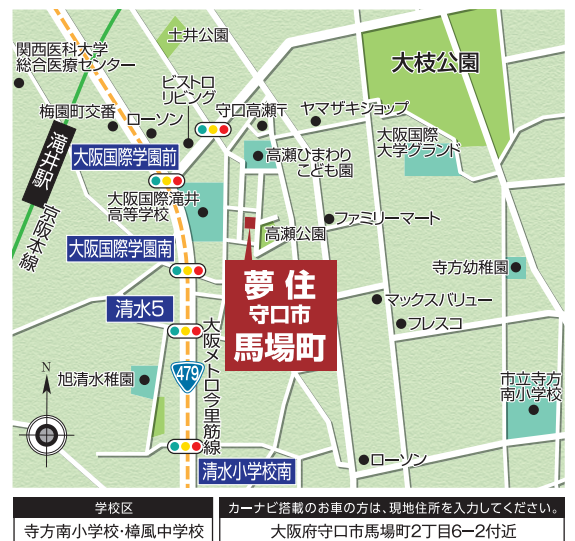 土井公園
関西医科大学
総合医療センター
大枝公園
ビストロ
リビング
梅園町交番
ローソン
守口高瀬〒
ヤマザキショップ
滝井駅
京阪本線
大阪国際学園前
高瀬ひまわり
こども園
大阪国際
大学グランド
大阪国際滝井
高等学校
ファミリーマート
高瀬公園
大阪国際学園南
寺方幼稚園
夢住
守口市
馬場町
清水5
マックスバリュー
フレスコ
大阪メトロ今里筋線
479
旭清水稚園
市立寺方
南小学校
N
清水小学校南
ローソン
学校区
寺方南小学校・樟風中学校
カーナビ搭載のお車の方は、現地住所を入力してください。
大阪府守口市馬場町2丁目6-2付近